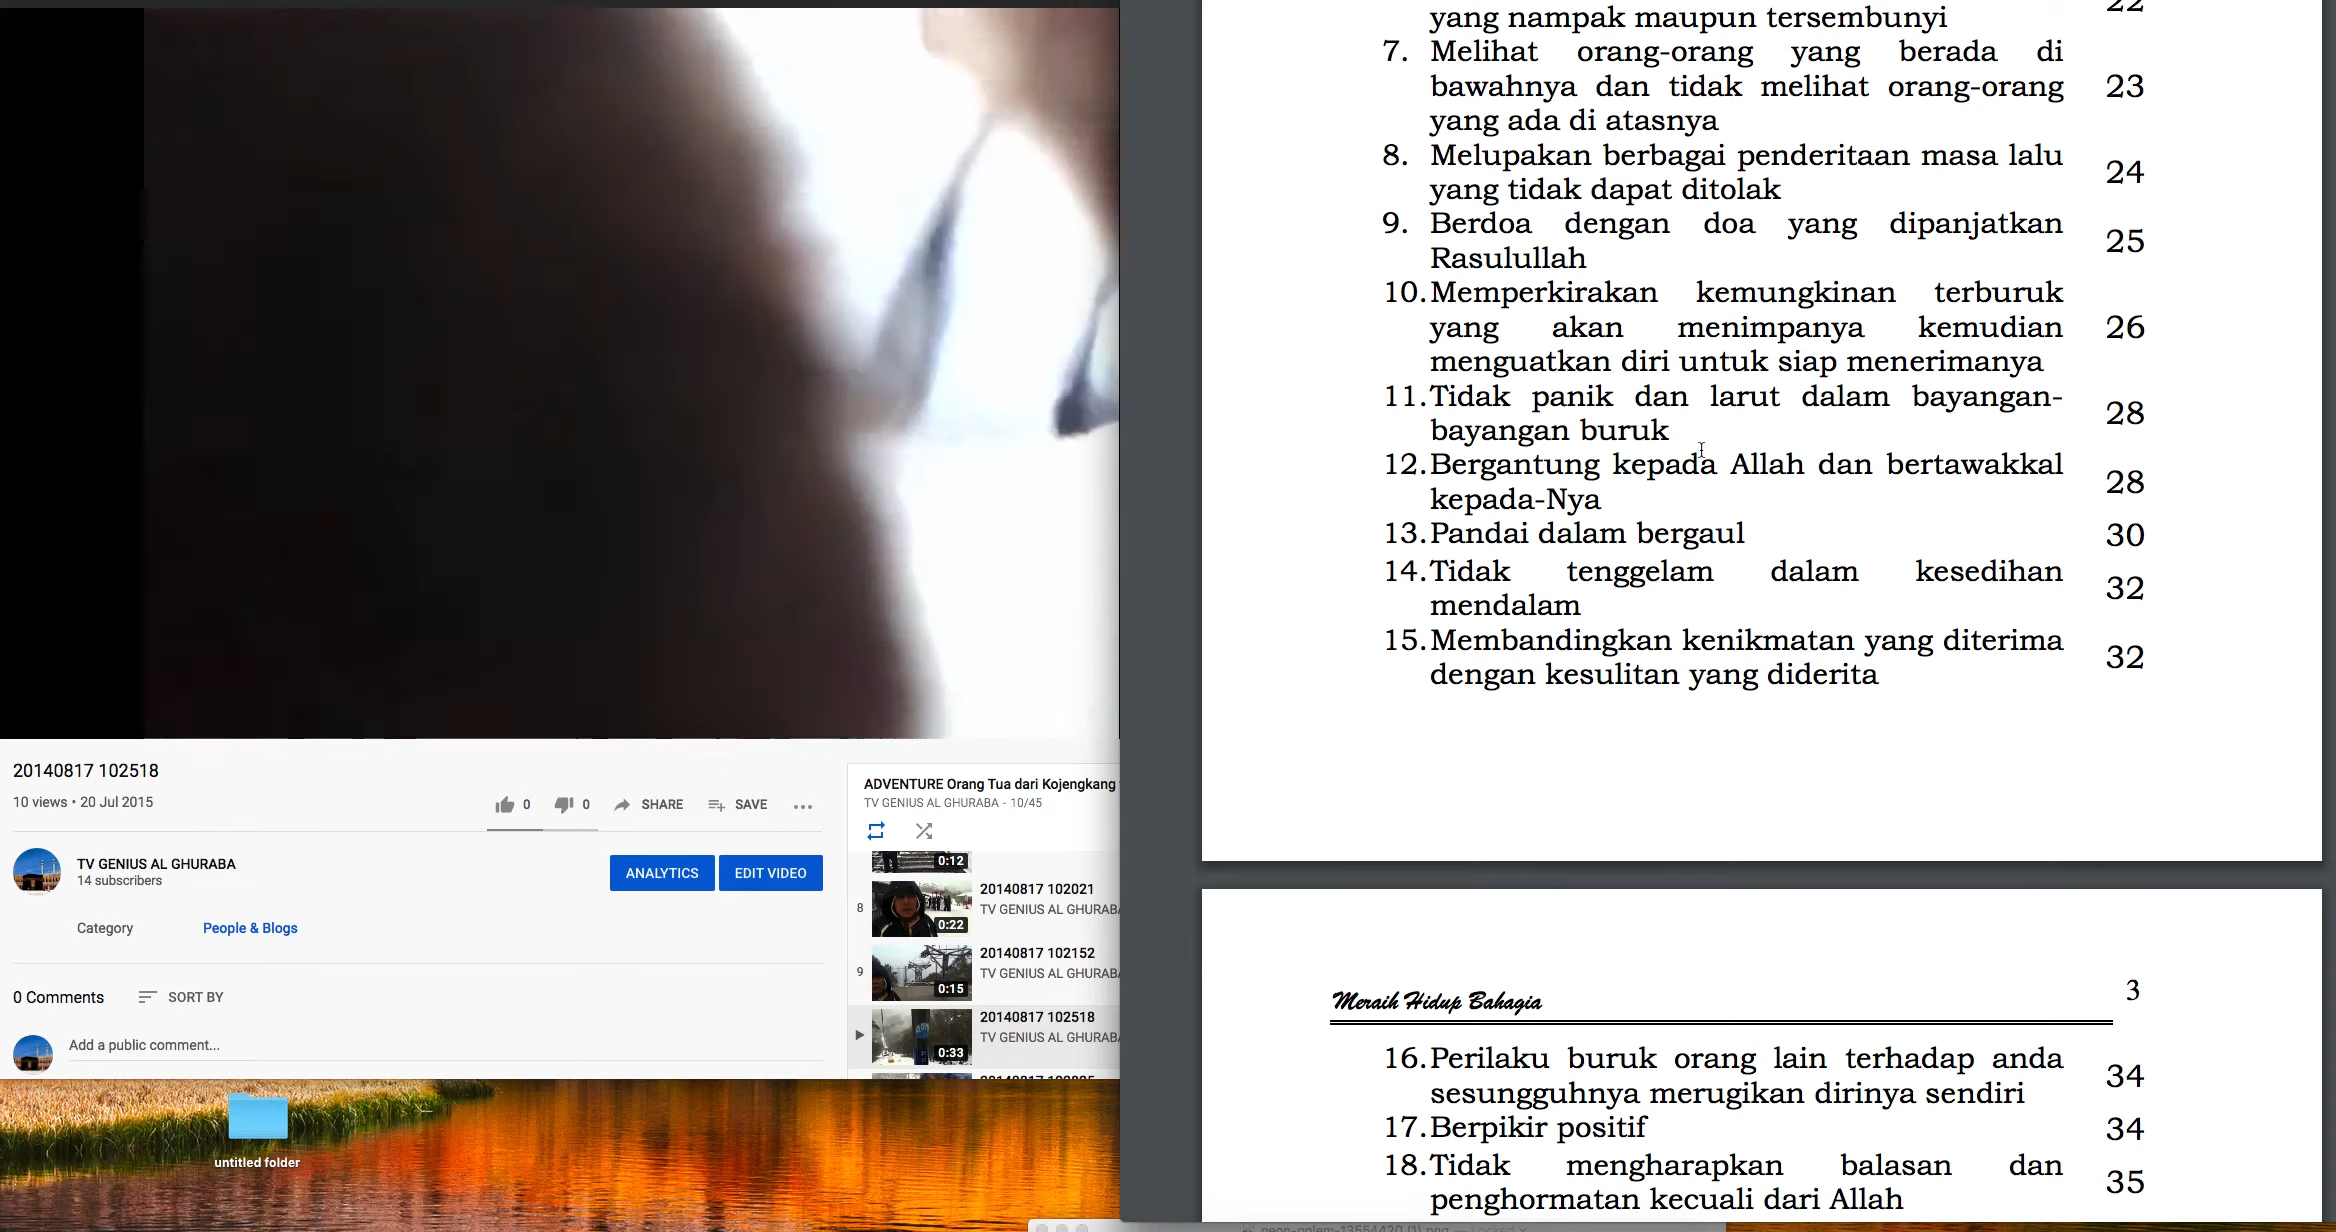 20140817 102518
10 views • 20 Jul 2015
0
0
SHARE
SAVE
TV GENIUS AL GHURABA
14 subscribers
ANALYTICS
EDIT VIDEO
Category
People & Blogs
0 Comments
SORT BY
Add a public comment...
ADVENTURE Orang Tua dari Kojengkang
TV GENIUS AL GHURABA - 10/45
0:12
8
0:22
20140817 102021
TV GENIUS AL GHURABA
9
0:15
20140817 102152
TV GENIUS AL GHURABA
0:33
20140817 102518
TV GENIUS AL GHURABA
untitled folder
yang nampak maupun tersembunyi 22
7. Melihat orang-orang yang berada di
bawahnya dan tidak melihat orang-orang 23
yang ada di atasnya
8. Melupakan berbagai penderitaan masa lalu
yang tidak dapat ditolak 24
9. Berdoa dengan doa yang dipanjatkan
Rasulullah 25
10. Memperkirakan kemungkinan terburuk
yang akan menimpanya kemudian 26
menguatkan diri untuk siap menerimanya
11. Tidak panik dan larut dalam bayangan-
bayangan buruk 28
12. Bergantung kepada Allah dan bertawakkal
kepada-Nya 28
13. Pandai dalam bergaul 30
14. Tidak tenggelam dalam kesedihan
mendalam 32
15. Membandingkan kenikmatan yang diterima
dengan kesulitan yang diderita 32
Meraih Hidup Bahagia 3
16. Perilaku buruk orang lain terhadap anda
sesungguhnya merugikan dirinya sendiri 34
17. Berpikir positif 34
18. Tidak mengharapkan balasan dan
penghormatan kecuali dari Allah 35